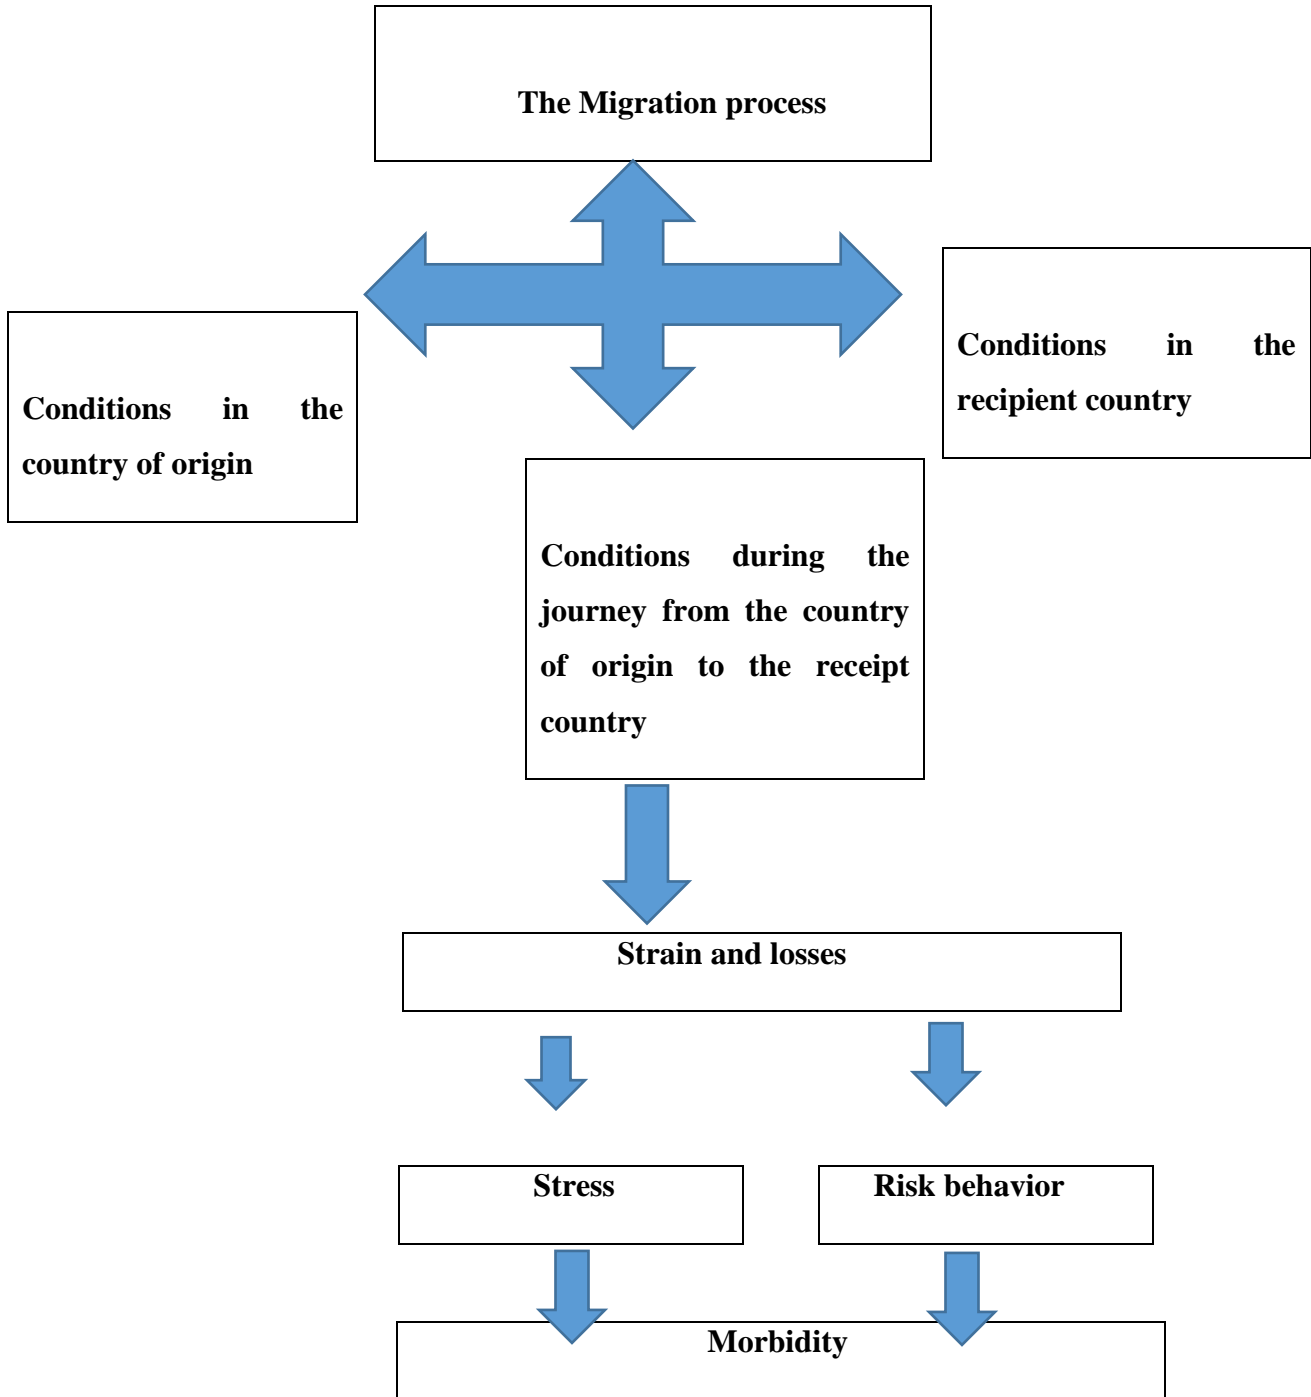 The Migration process
Conditions in the
country of origin
Conditions in the
recipient country
Conditions during the
journey from the country
of origin to the receipt
country
Strain and losses
Stress
Risk behavior
Morbidity